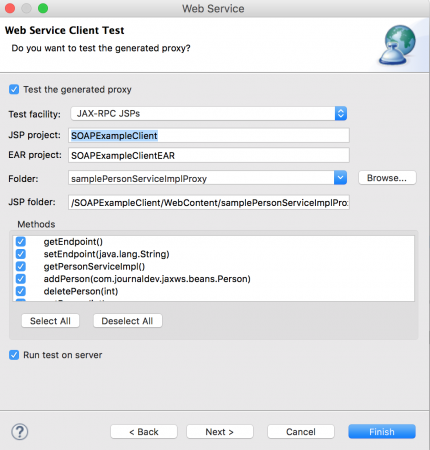 Web Service
Web Service Client Test
Do you want to test the generated proxy?
Test the generated proxy
Test facility: JAX-RPC JSPs
JSP project: SOAPExampleClient
EAR project: SOAPExampleClientEAR
Folder: samplePersonServiceImplProxy Browse...
JSP folder: /SOAPExampleClient/WebContent/samplePersonServiceImplPro
Methods
getEndpoint()
setEndpoint(java.lang.String)
getPersonServiceImpl()
addPerson(com.journaldev.jaxws.beans.Person)
deletePerson(int)
Select All Deselect All
Run test on server
? < Back Next > Cancel Finish